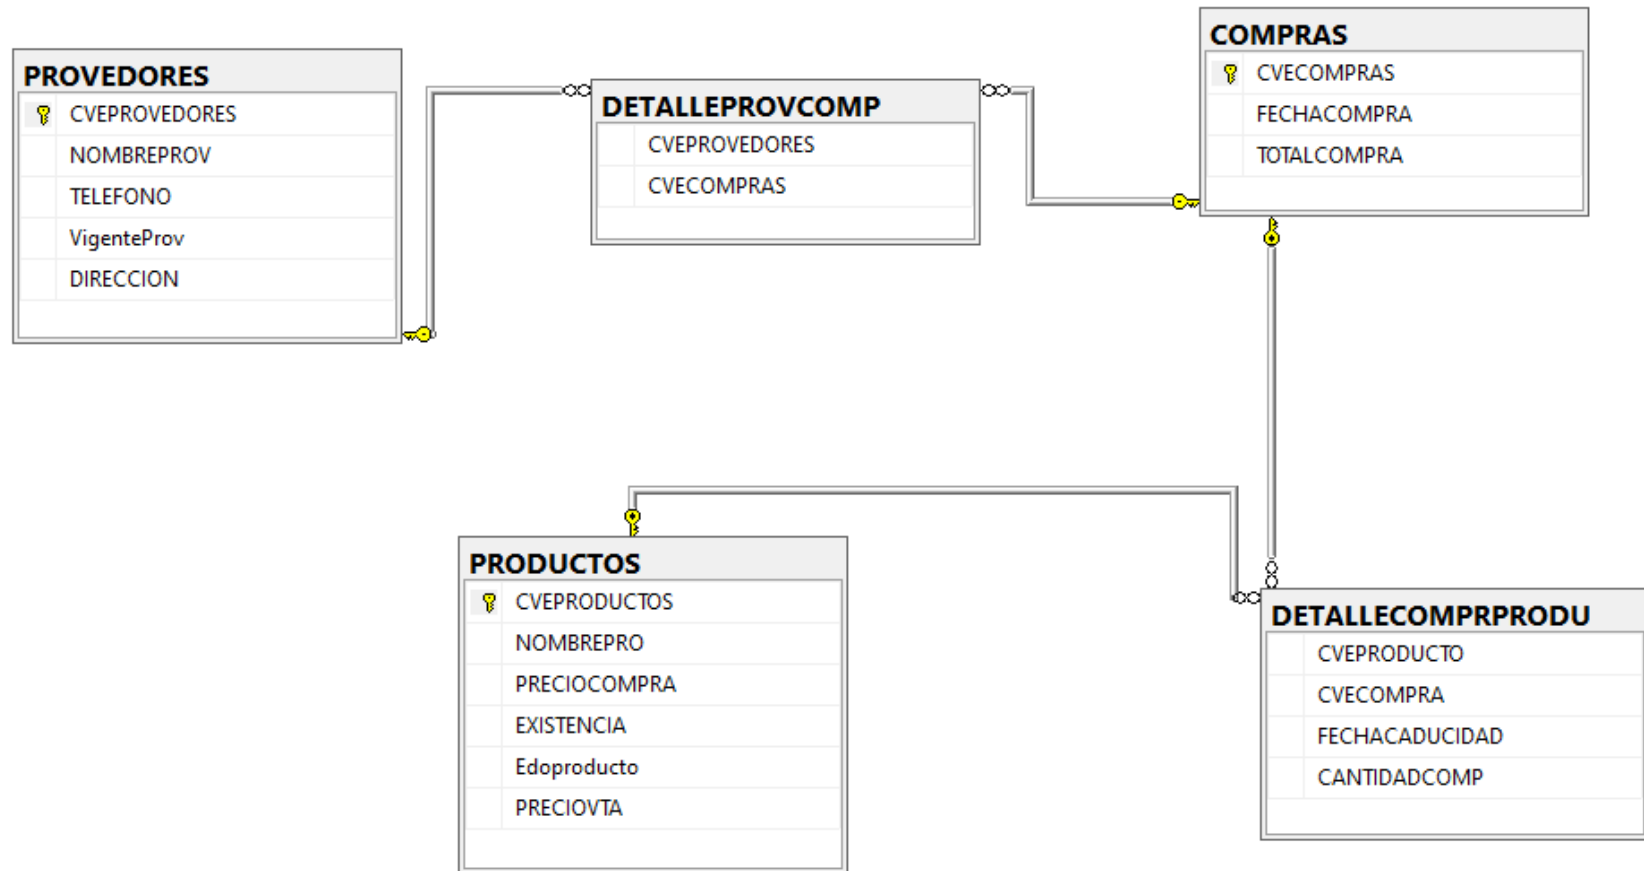 PROVEDORES
CVEPROVEDORES
NOMBREPROV
TELEFONO
VigenteProv
DIRECCION
DETALLEPROVCOMP
CVEPROVEDORES
CVECOMPRAS
COMPRAS
CVECOMPRAS
FECHACOMPRA
TOTALCOMPRA
PRODUCTOS
CVEPRODUCTOS
NOMBREPRO
PRECIOCOMPRA
EXISTENCIA
Edoproducto
PRECIOVTA
DETALLECOMPRPRODU
CVEPRODUCTO
CVECOMPRA
FECHACADUCIDAD
CANTIDADCOMP